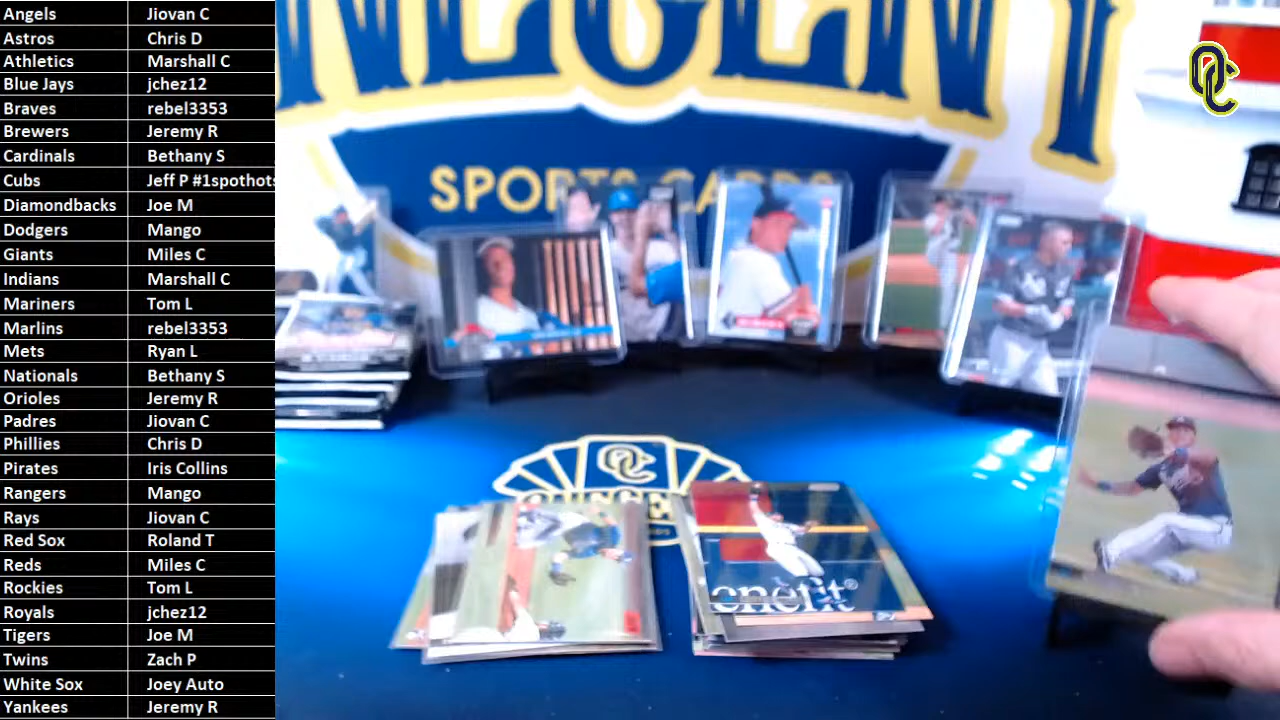 Angels Jiovan C
Astros Chris D
Athletics Marshall C
Blue Jays jchez12
Braves rebel3353
Brewers Jeremy R
Cardinals Bethany S
Cubs Jeff P #1spothots
Diamondbacks Joe M
Dodgers Mango
Giants Miles C
Indians Marshall C
Mariners Tom L
Marlins rebel3353
Mets Ryan L
Nationals Bethany S
Orioles Jeremy R
Padres Jiovan C
Phillies Chris D
Pirates Iris Collins
Rangers Mango
Rays Jiovan C
Red Sox Roland T
Reds Miles C
Rockies Tom L
Royals jchez12
Tigers Joe M
Twins Zach P
White Sox Joey Auto
Yankees Jeremy R
OC
SPORTS CARDS
OC
enefit®